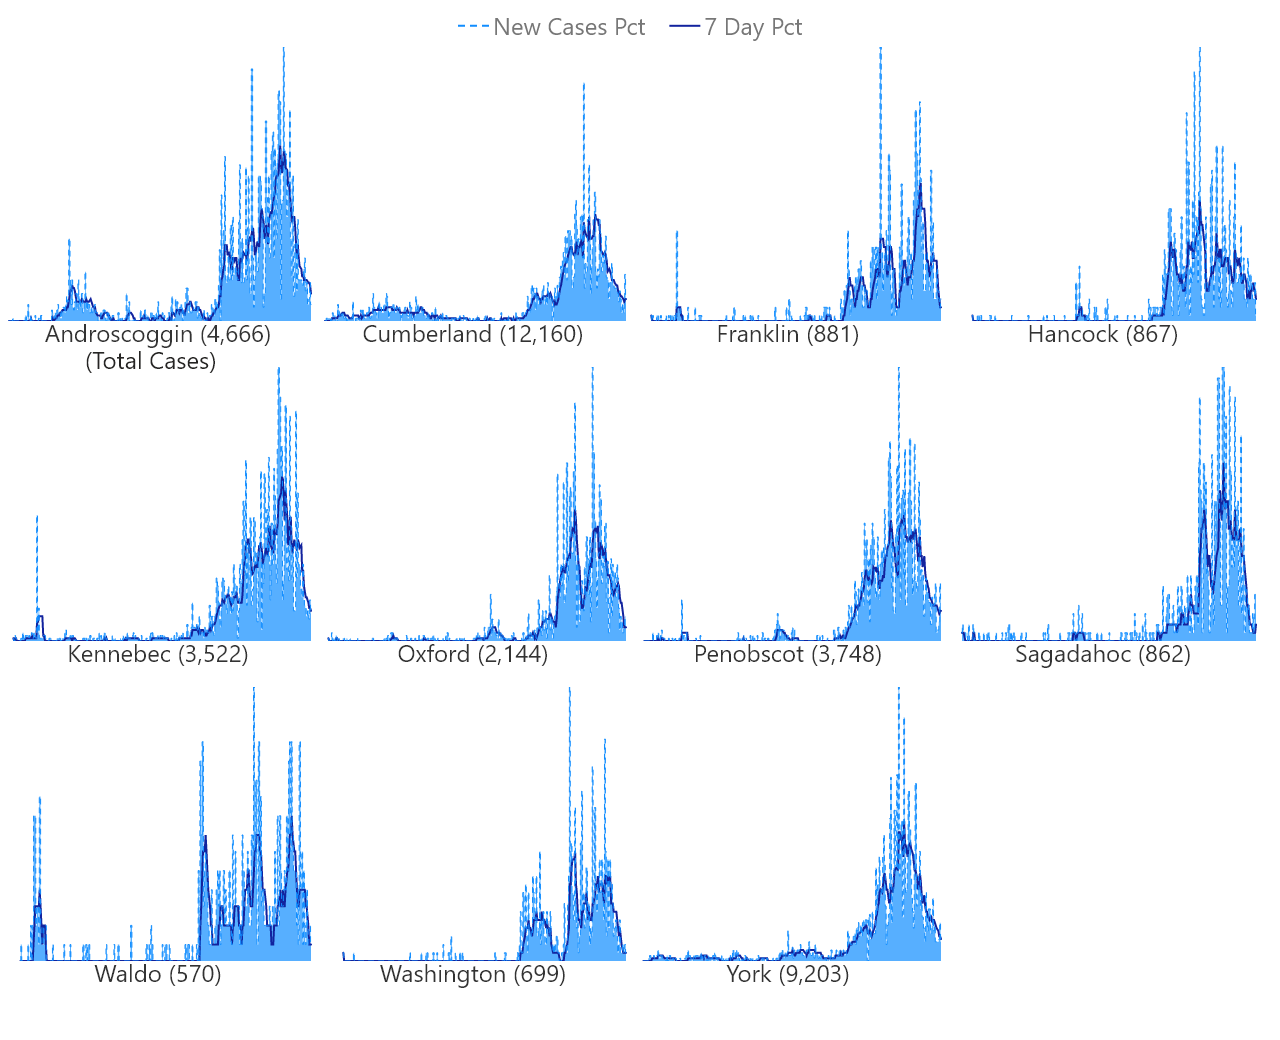 New Cases Pct 7 Day Pct
Androscoggin (4,666) Cumberland (12,160) Franklin (881) Hancock (867)
(Total Cases)
Kennebec (3,522) Oxford (2,144) Penobscot (3,748) Sagadahoc (862)
Waldo (570) Washington (699) York (9,203)